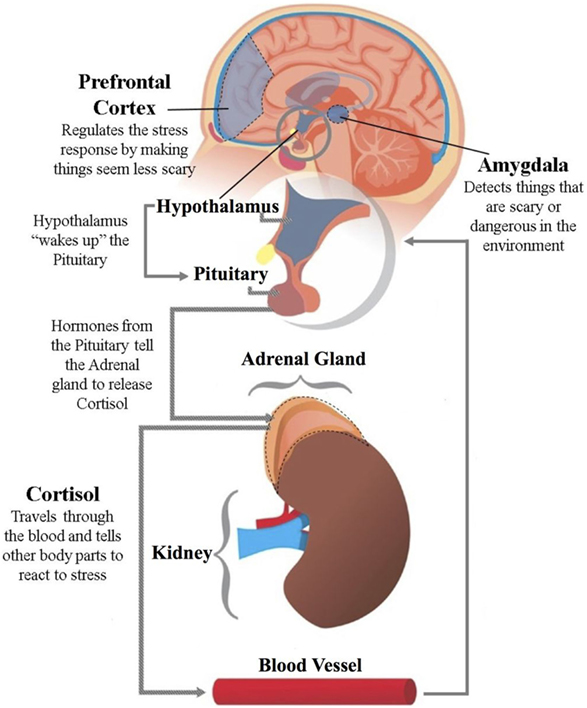 Prefrontal
Cortex
Regulates the stress
response by making
things seem less scary
Amygdala
Detects things that
are scary or
dangerous in the
environment
Hypothalamus
Hypothalamus
“wakes up” the
Pituitary
Pituitary
Hormones from
the Pituitary tell
the Adrenal
gland to release
Cortisol
Adrenal Gland
Cortisol
Travels through
the blood and tells
other body parts to
react to stress
Kidney
Blood Vessel